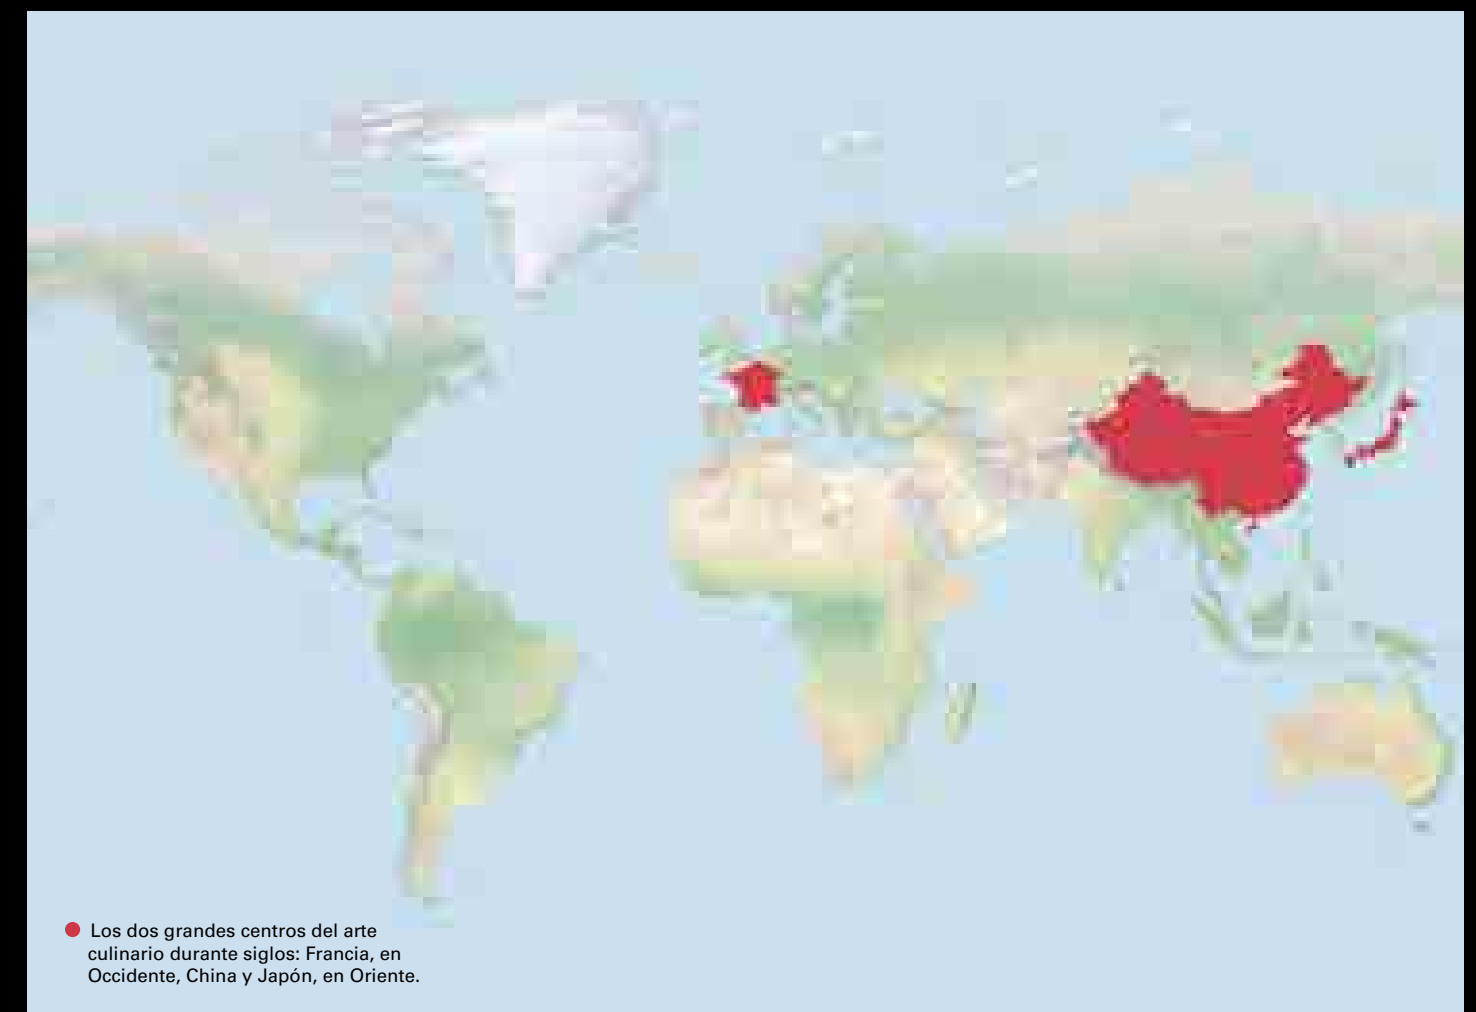 Los dos grandes centros del arte
culinario durante siglos: Francia, en
Occidente, China y Japón, en Oriente.